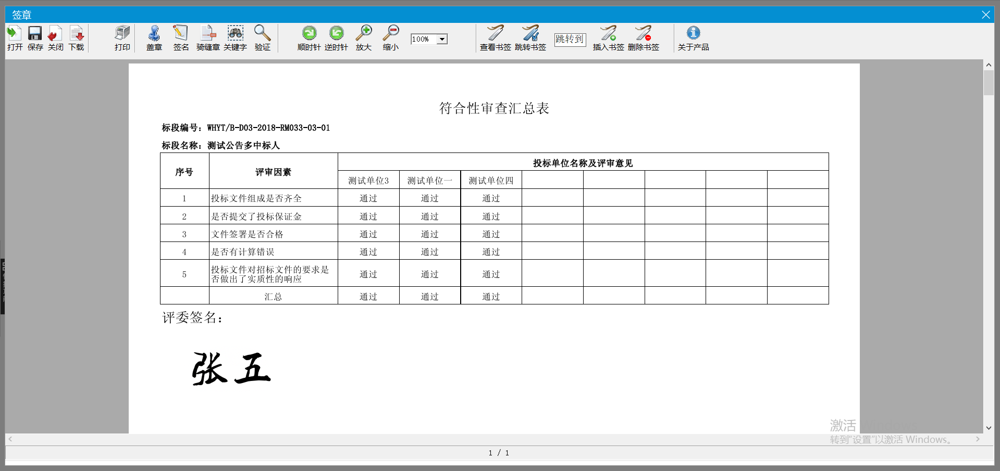 签章
打开 保存 关闭 下载 打印 盖章 签名 骑缝章 关键字 验证 顺时针 逆时针 放大 缩小 100% 查看书签 跳转书签 跳转到 插入书签 删除书签 关于产品
符合性审查汇总表
标段编号：WHYT/B-D03-2018-RM033-03-01
标段名称：测试公告多中标人
序号 评审因素 投标单位名称及评审意见
测试单位3 测试单位一 测试单位四
1 投标文件组成是否齐全 通过 通过 通过
2 是否提交了投标保证金 通过 通过 通过
3 文件签署是否合格 通过 通过 通过
4 是否有计算错误 通过 通过 通过
5 投标文件对招标文件的要求是 通过 通过 通过
否做出了实质性的响应
汇总 通过 通过 通过
评委签名：
张五
激活 Windows
转到"设置"以激活 Windows。
1 / 1